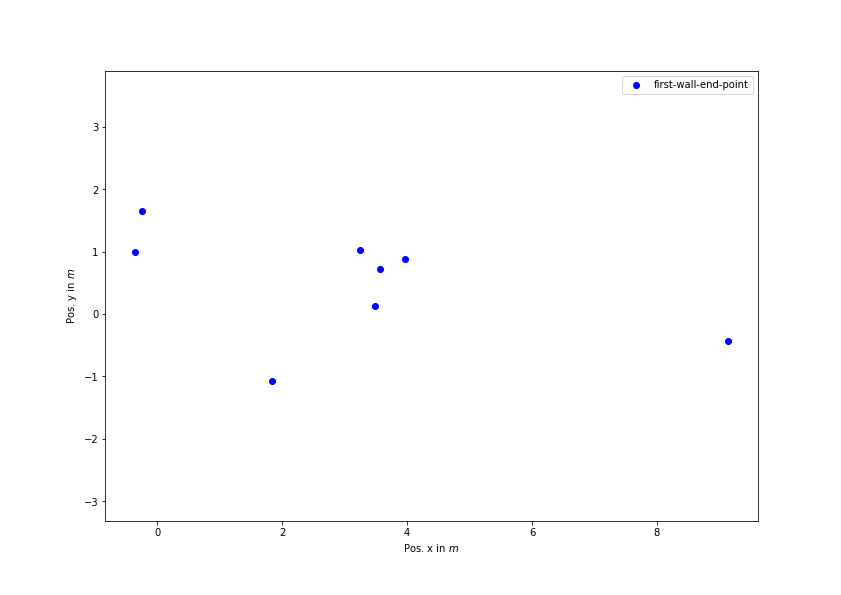 first-wall-end-point
3
2
1
0
−1
−2
−3
Pos. y in m
0 2 4 6 8
Pos. x in m